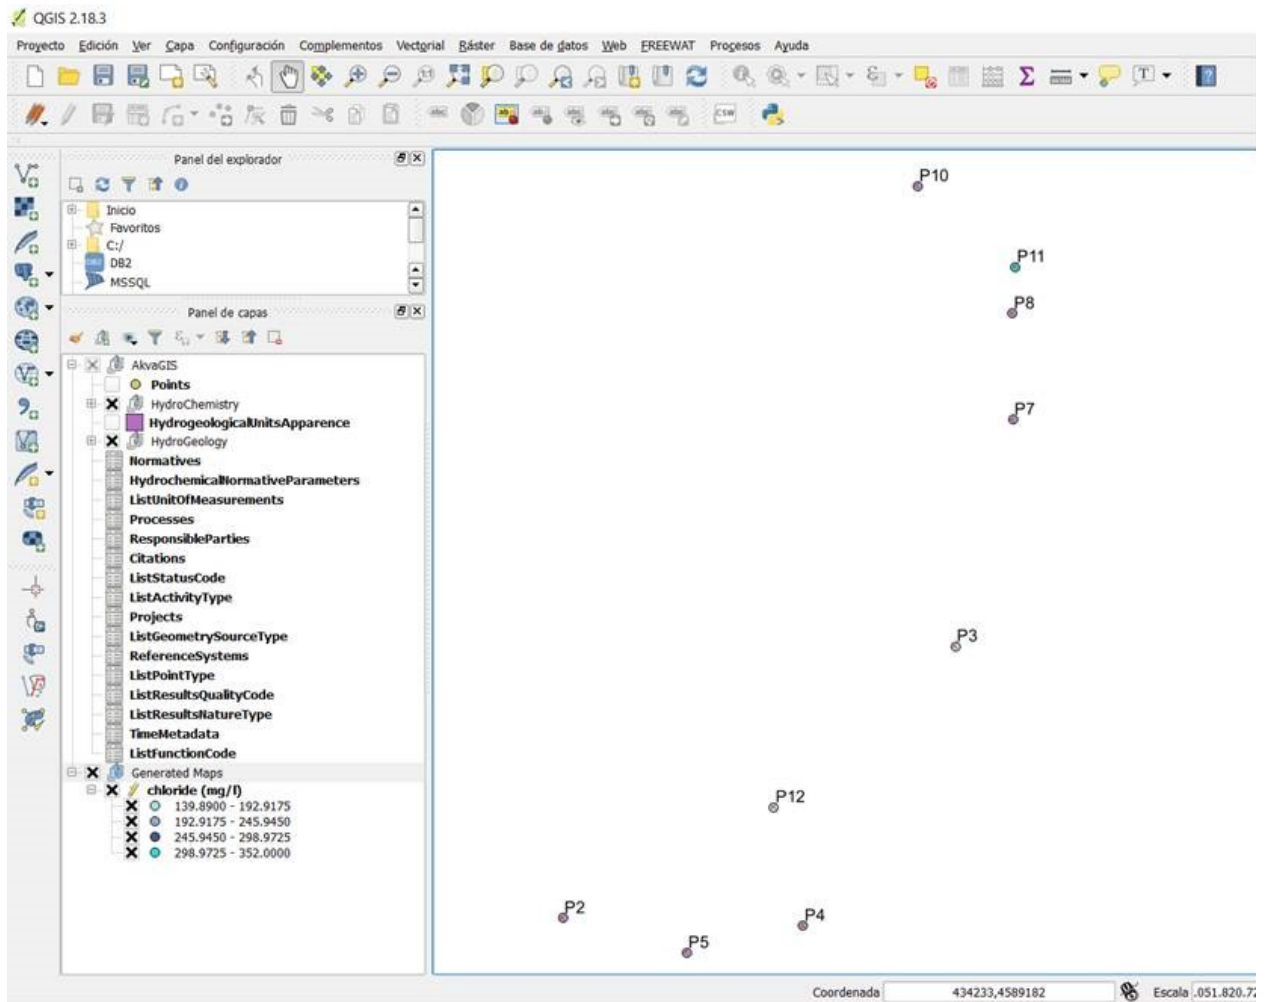 QGIS 2.18.3
Proyecto Edición Ver Capa Configuración Complementos Vectorial Ráster Base de datos Web FREEWAT Procesos Ayuda
Panel del explorador
Inicio
Favoritos
C:/
DB2
MSSQL
Panel de capas
AkvaGIS
Points
HydroChemistry
HydrogeologicalUnitsApparence
HydroGeology
Normatives
HydrochemicalNormativeParameters
ListUnitOfMeasurements
Processes
ResponsibleParties
Citations
ListStatusCode
ListActivityType
Projects
ListGeometrySourceType
ReferenceSystems
ListPointType
ListResultsQualityCode
ListResultsNatureType
TimeMetadata
ListFunctionCode
Generated Maps
chloride (mg/l)
139.8900 - 192.9175
192.9175 - 245.9450
245.9450 - 298.9725
298.9725 - 352.0000
P10
P11
P8
P7
P3
P12
P2
P4
P5
Coordenada 434233,4589182 Escala .051.820.72